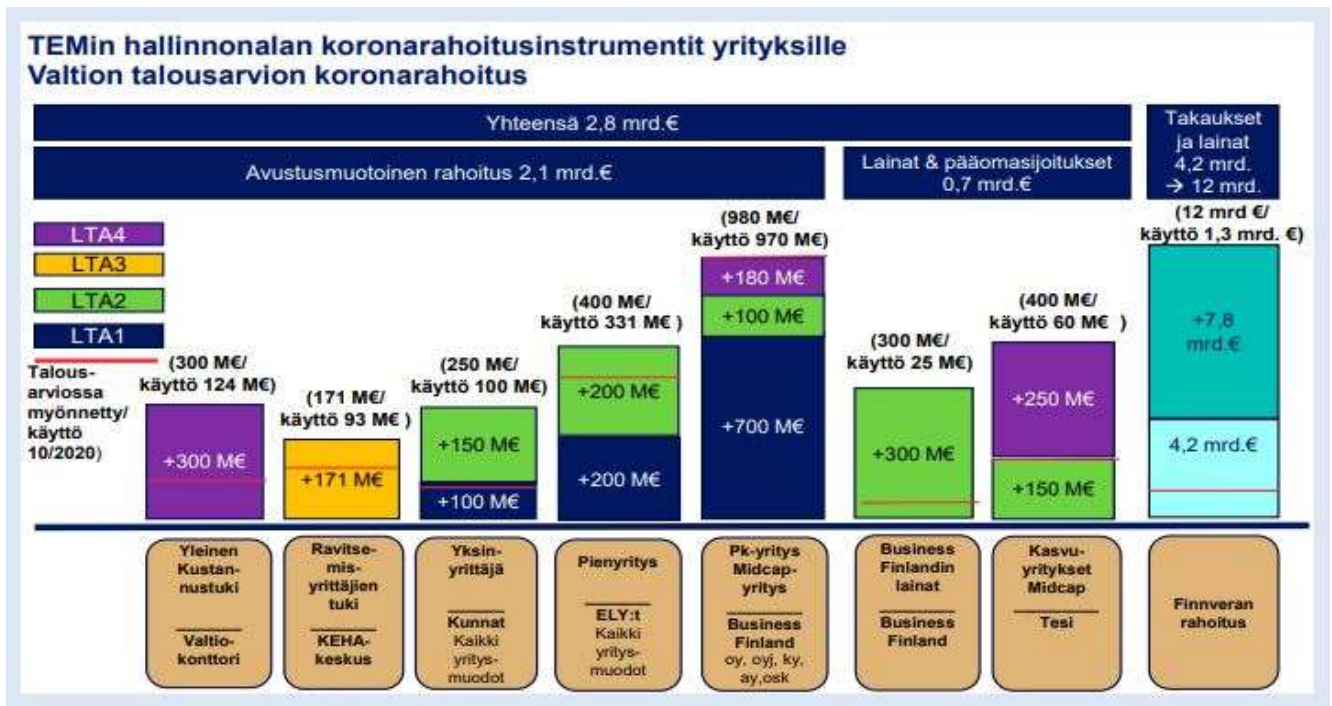 TEMin hallinnonalan koronarahoitusinstrumentit yrityksille
Valtion talousarvion koronarahoitus
Yhteensä 2,8 mrd.€
Avustusmuotoinen rahoitus 2,1 mrd.€
Lainat & pääomasijoitukset
0,7 mrd.€
Takaukset
ja lainat
4,2 mrd.
→ 12 mrd.
LTA4
LTA3
LTA2
LTA1
Talous-
arviossa
myönnetty/
käyttö
10/2020)
(300 M€/
käyttö 124 M€)
+300 M€
(171 M€/
käyttö 93 M€ )
+171 M€
(250 M€/
käyttö 100 M€)
+150 M€
+100 M€
(400 M€/
käyttö 331 M€ )
+200 M€
+200 M€
(980 M€/
käyttö 970 M€)
+180 M€
+100 M€
+700 M€
(300 M€/
käyttö 25 M€)
+300 M€
(400 M€/
käyttö 60 M€ )
+250 M€
+150 M€
(12 mrd €/
käyttö 1,3 mrd. €)
+7,8
mrd.€
4,2 mrd.€
Yleinen
Kustan-
nustuki
Valtio-
konttori
Ravitse-
mis-
yrittäjien
tuki
KEHA-
keskus
Yksin-
yrittäjä
Kunnat
Kaikki
yritys-
muodot
Pienyritys
ELY:t
Kaikki
yritys-
muodot
Pk-yritys
Midcap-
yritys
Business
Finland
oy, oyj, ky,
ay,osk
Business
Finlandin
lainat
Business
Finland
Kasvu-
yritykset
Midcap
Tesi
Finnveran
rahoitus